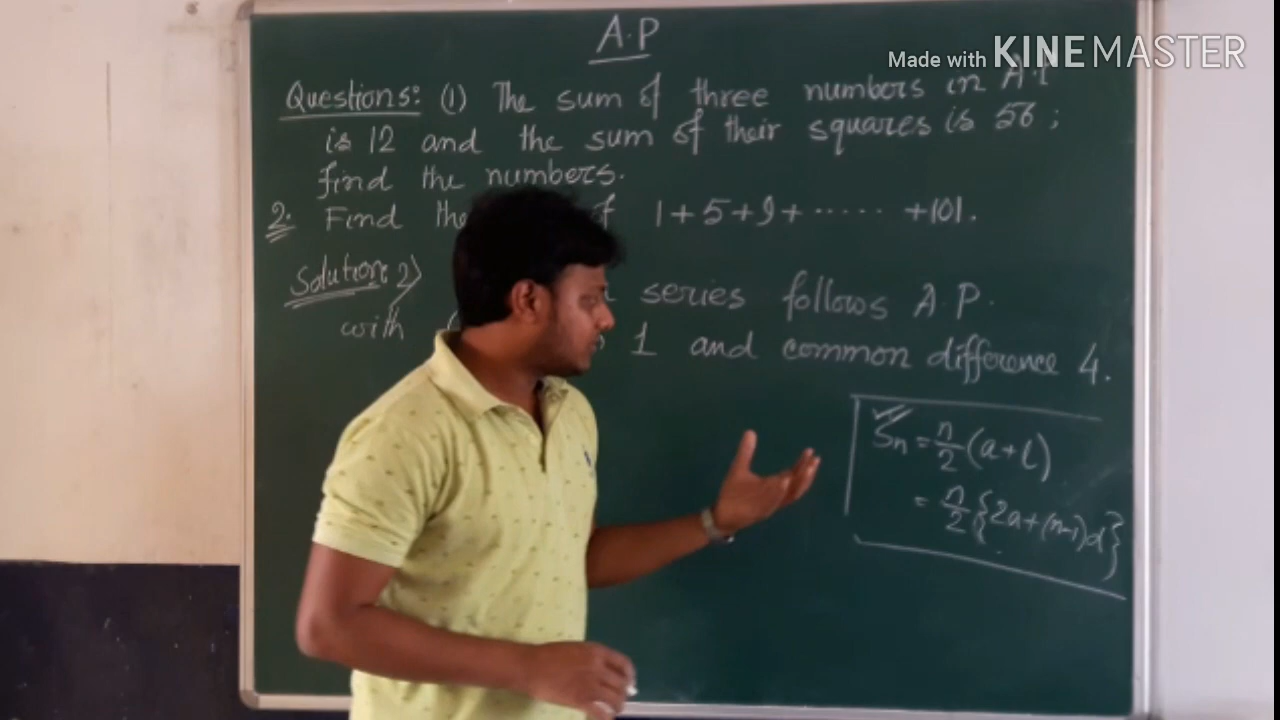 A.P
Made with KINEMASTER
Questions: (1) The sum of three numbers in A.P
is 12 and the sum of their squares is 56;
find the numbers.
2. Find the of 1+5+9+ ...... +101.
Solution: 2) series follows A.P.
with 1 and common difference 4.
Sn = n/2 (a+l)
= n/2 {2a+(n-1)d}